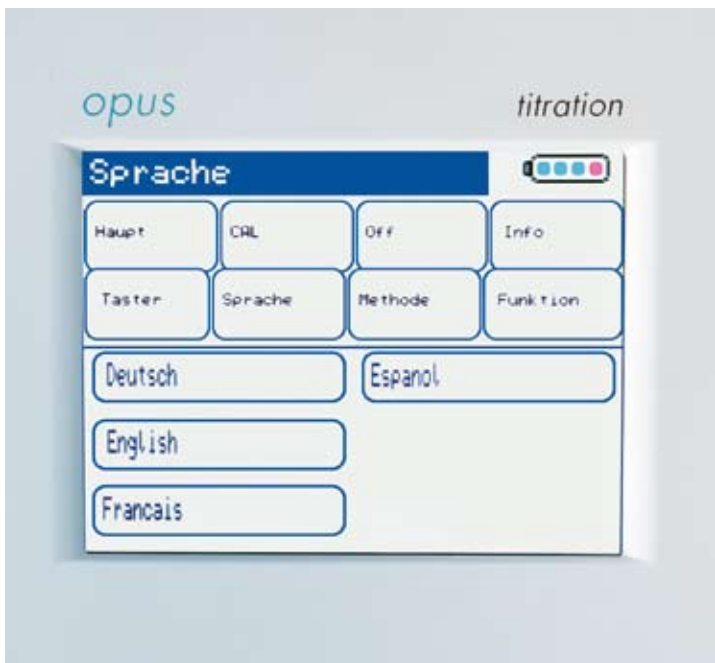 opus titration
Sprache
Haupt CAL Off Info
Taster Sprache Methode Funktion
Deutsch Espanol
English
Francais